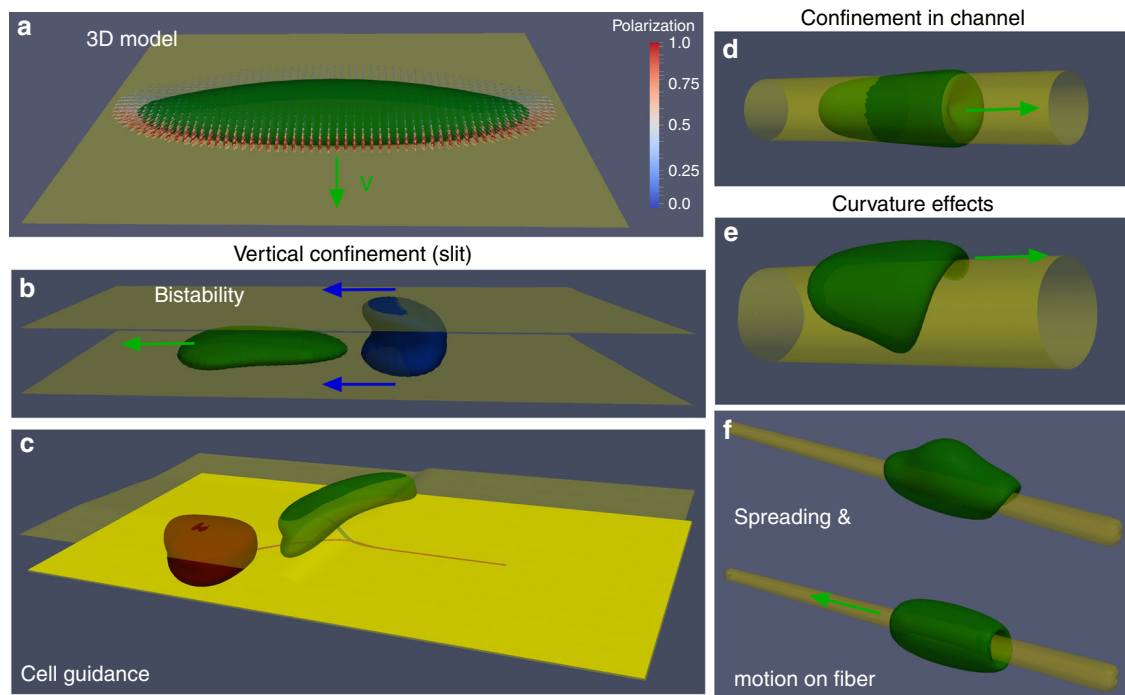 a
3D model
Polarization
1.0
0.75
0.5
0.25
0.0
V
Vertical confinement (slit)
b
Bistability
c
Cell guidance
Confinement in channel
d
Curvature effects
e
f
Spreading &
motion on fiber